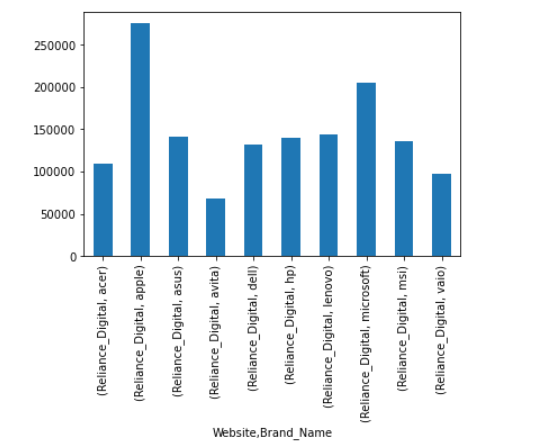 250000
200000
150000
100000
50000
0
(Reliance_Digital, acer)
(Reliance_Digital, apple)
(Reliance_Digital, asus)
(Reliance_Digital, avita)
(Reliance_Digital, dell)
(Reliance_Digital, hp)
(Reliance_Digital, lenovo)
(Reliance_Digital, microsoft)
(Reliance_Digital, msi)
(Reliance_Digital, vaio)
Website,Brand_Name